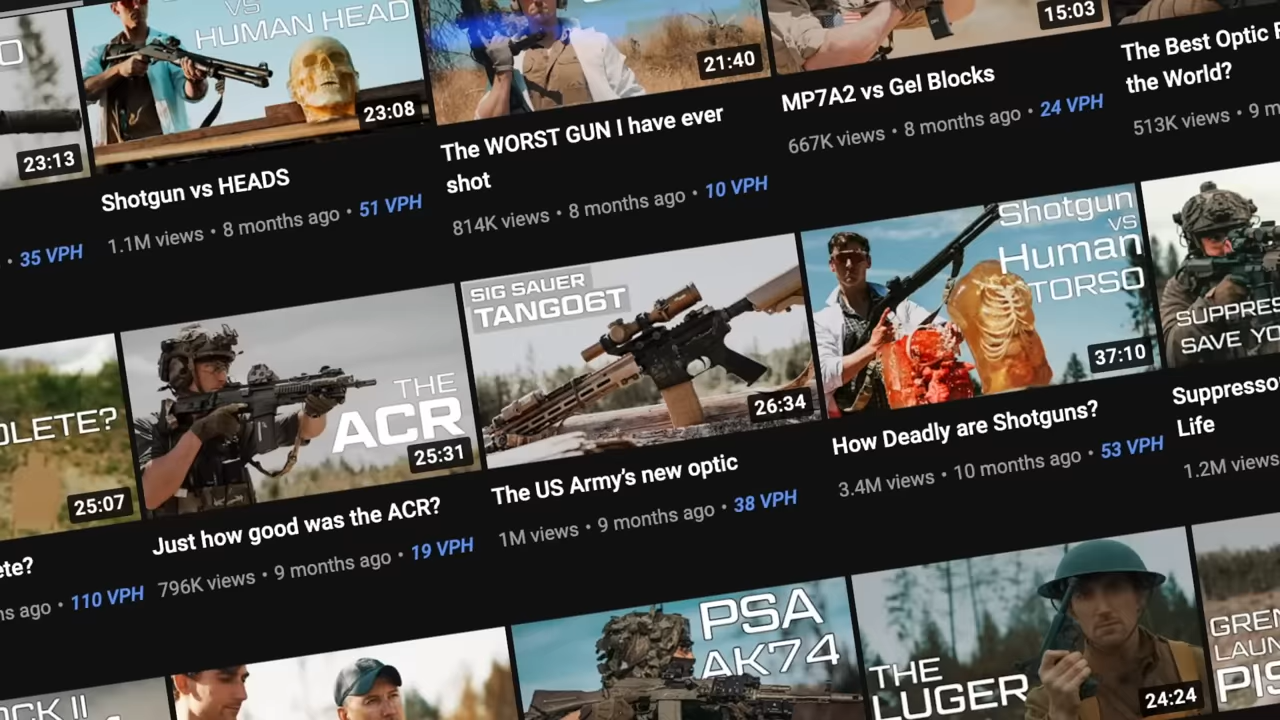 VS
HUMAN HEAD
23:13
23:08
21:40
15:03
35 VPH
Shotgun vs HEADS
1.1M views • 8 months ago • 51 VPH
The WORST GUN I have ever
shot
814K views • 8 months ago • 10 VPH
MP7A2 vs Gel Blocks
667K views • 8 months ago • 24 VPH
The Best Optic
the World?
513K views • 9
25:07
THE
ACR
25:31
SIG SAUER
TANGO6T
26:34
Shotgun
VS
Human
TORSO
37:10
SAVE
ago • 110 VPH
Just how good was the ACR?
796K views • 9 months ago • 19 VPH
The US Army's new optic
1M views • 9 months ago • 38 VPH
How Deadly are Shotguns?
3.4M views • 10 months ago • 53 VPH
Life
1.2M views
PSA
AK74
THE
LUGER
24:24